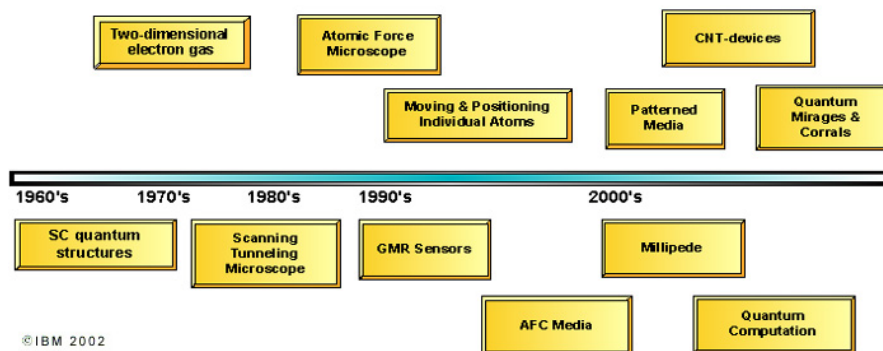 Two-dimensional
electron gas
Atomic Force
Microscope
CNT-devices
Moving & Positioning
Individual Atoms
Patterned
Media
Quantum
Mirages &
Corrals
1960's 1970's 1980's 1990's 2000's
SC quantum
structures
Scanning
Tunneling
Microscope
GMR Sensors
Millipede
AFC Media
Quantum
Computation
©IBM 2002